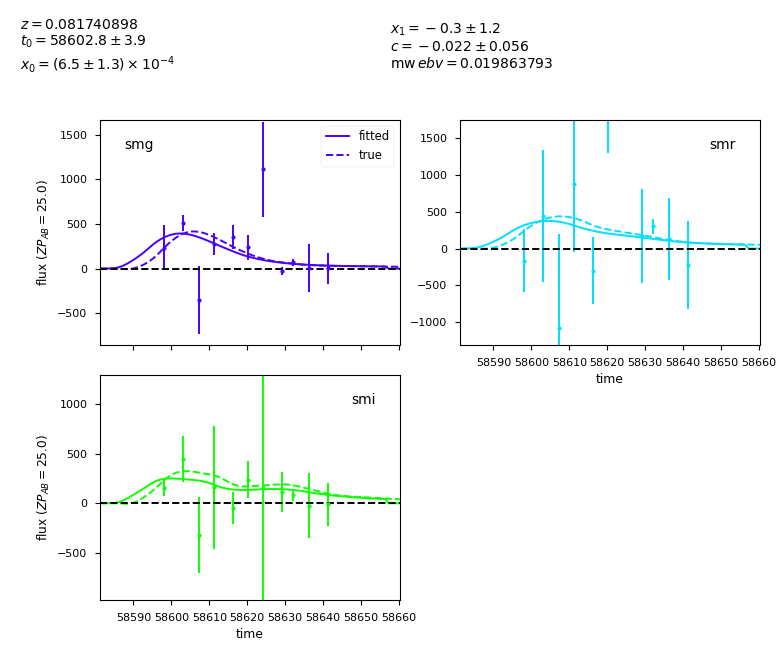 z = 0.081740898
t₀ = 58602.8 ± 3.9
x₀ = (6.5 ± 1.3) × 10⁻⁴
x₁ = −0.3 ± 1.2
c = −0.022 ± 0.056
mw ebv = 0.019863793
smg
fitted
true
1500
1000
500
0
−500
flux (ZP_AB = 25.0)
smr
1500
1000
500
0
−500
−1000
58590 58600 58610 58620 58630 58640 58650 58660
time
smi
1000
500
0
−500
flux (ZP_AB = 25.0)
58590 58600 58610 58620 58630 58640 58650 58660
time